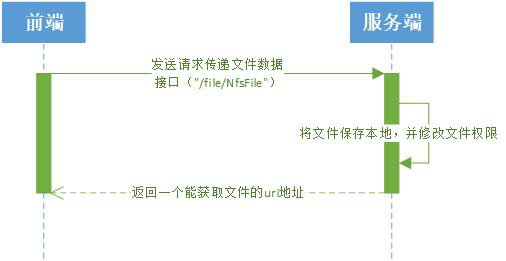 前端
服务端
发送请求传递文件数据
接口（"/file/NfsFile"）
将文件保存本地，并修改文件权限
返回一个能获取文件的uri地址